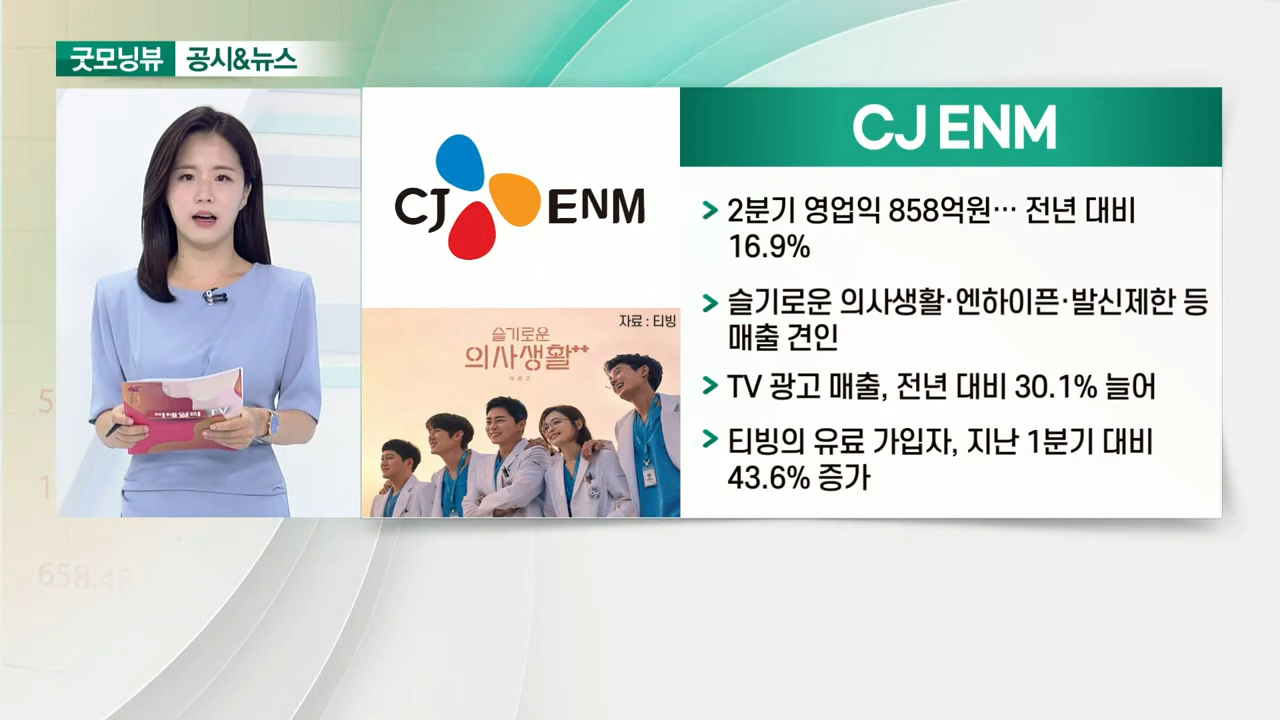 굿모닝뷰 공시&뉴스
CJ ENM
자료 : 티빙
슬기로운
의사생활++
시즌2
CJ ENM
2분기 영업익 858억원… 전년 대비
16.9%
슬기로운 의사생활·엔하이픈·발신제한 등
매출 견인
TV 광고 매출, 전년 대비 30.1% 늘어
티빙의 유료 가입자, 지난 1분기 대비
43.6% 증가
658.49